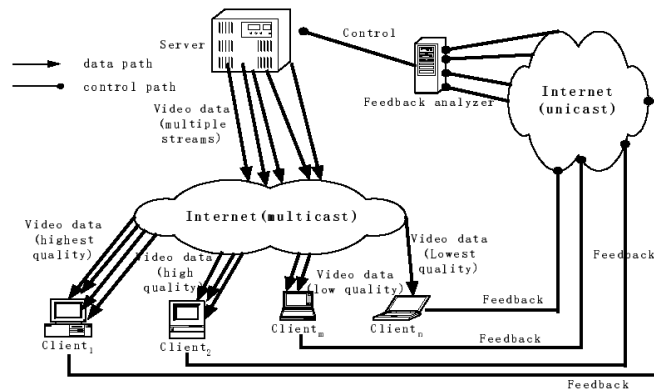 Server
Control
data path
control path
Feedback analyzer
Internet
(unicast)
Video data
(multiple
streams)
Internet(multicast)
Video data
(highest
quality)
Video data
(high
quality)
Video data
(low quality)
Video data
(Lowest
quality)
Feedback
Feedback
Feedback
Feedback
Client1
Client2
Clientm
Clientn